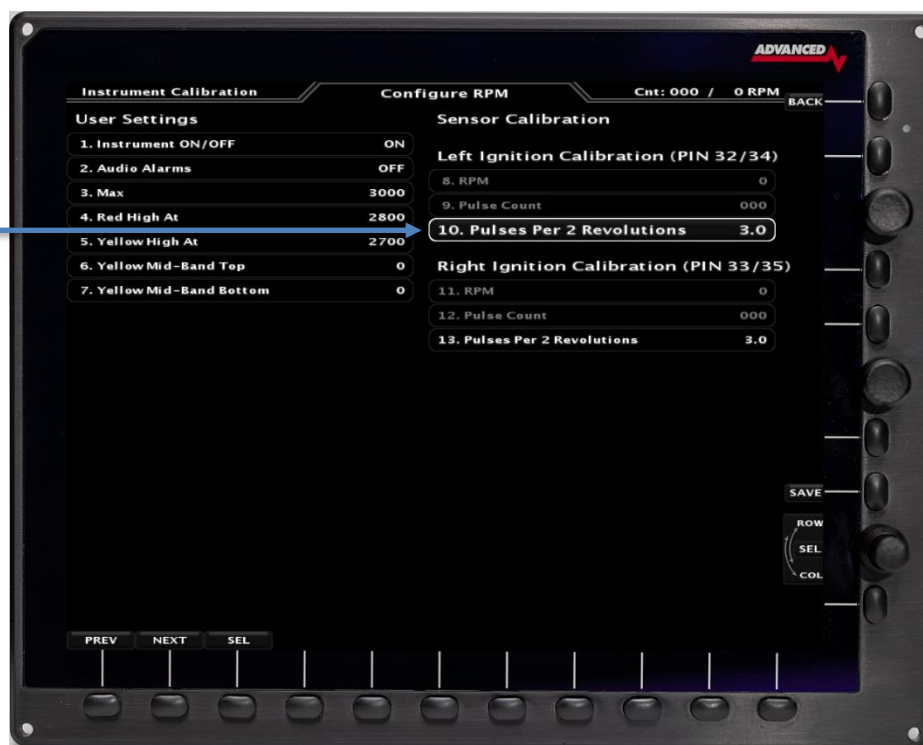 ADVANCED
Instrument Calibration
Configure RPM
Cnt: 000 / 0 RPM
BACK
User Settings
1. Instrument ON/OFF ON
2. Audio Alarms OFF
3. Max 3000
4. Red High At 2800
5. Yellow High At 2700
6. Yellow Mid-Band Top 0
7. Yellow Mid-Band Bottom 0
Sensor Calibration
Left Ignition Calibration (PIN 32/34)
8. RPM 0
9. Pulse Count 000
10. Pulses Per 2 Revolutions 3.0
Right Ignition Calibration (PIN 33/35)
11. RPM 0
12. Pulse Count 000
13. Pulses Per 2 Revolutions 3.0
SAVE
ROW
SEL
COL
PREV NEXT SEL